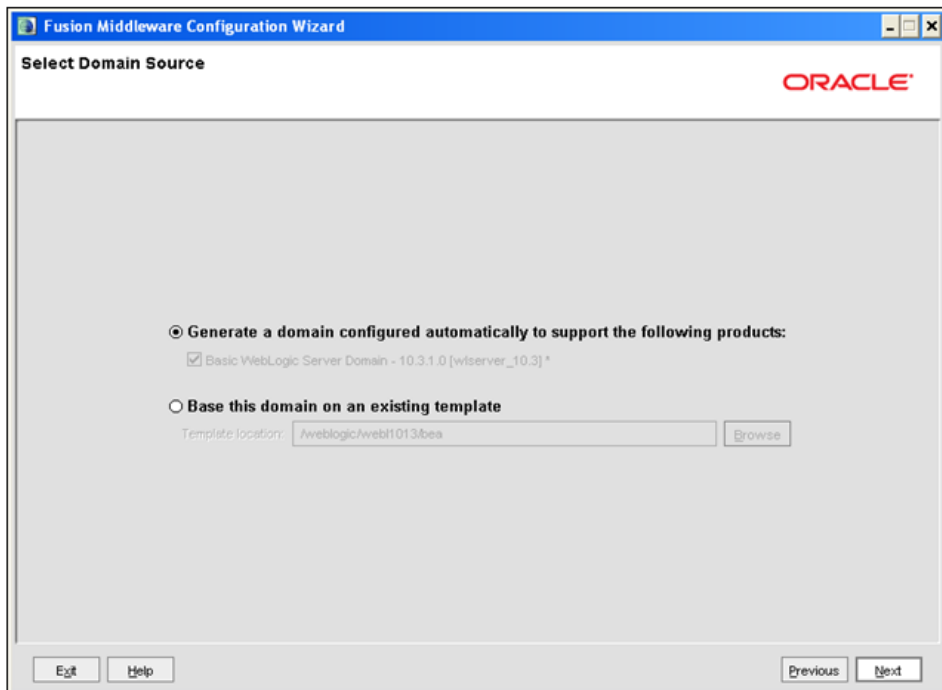 Fusion Middleware Configuration Wizard
Select Domain Source
ORACLE
Generate a domain configured automatically to support the following products:
Basic WebLogic Server Domain - 10.3.1.0 [wlserver_10.3] *
Base this domain on an existing template
Template location: /weblogic/webl1013/bea Browse
Exit Help Previous Next